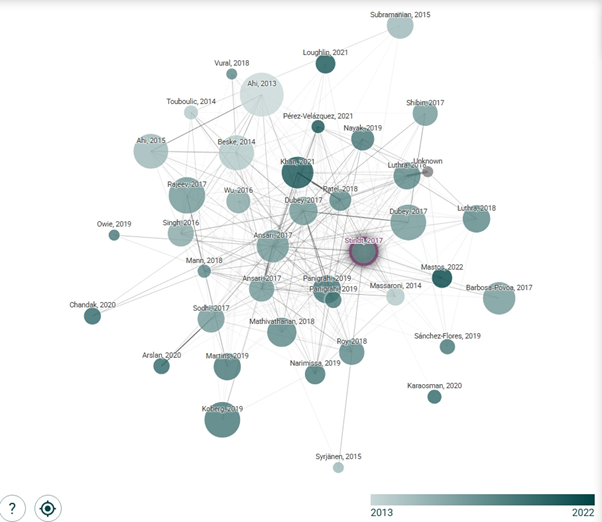 Subramanian, 2015
Loughlin, 2021
Vural, 2018
Ahi, 2013
Touboulic, 2014
Shibin, 2017
Pérez-Velázquez, 2021
Nayak, 2019
Ahi, 2015
Beske, 2014
Khan, 2021
Unknown
Luthra, 2018
Rajeev, 2017
Wu, 2016
Patel, 2018
Dubey, 2017
Dubey, 2017
Luthra, 2018
Singh, 2016
Owie, 2019
Ansari, 2017
Stindt, 2017
Mann, 2018
Mastos, 2022
Ansari, 2017
Panigrahi, 2019
Panigrahi, 2019
Massaroni, 2014
Barbosa-Póvoa, 2017
Chandak, 2020
Sodhi, 2017
Mathivathanan, 2018
Sánchez-Flores, 2019
Roy, 2018
Arslan, 2020
Martins, 2019
Narimissa, 2019
Karaosman, 2020
Koberg, 2019
Syrjänen, 2015
?
2013
2022